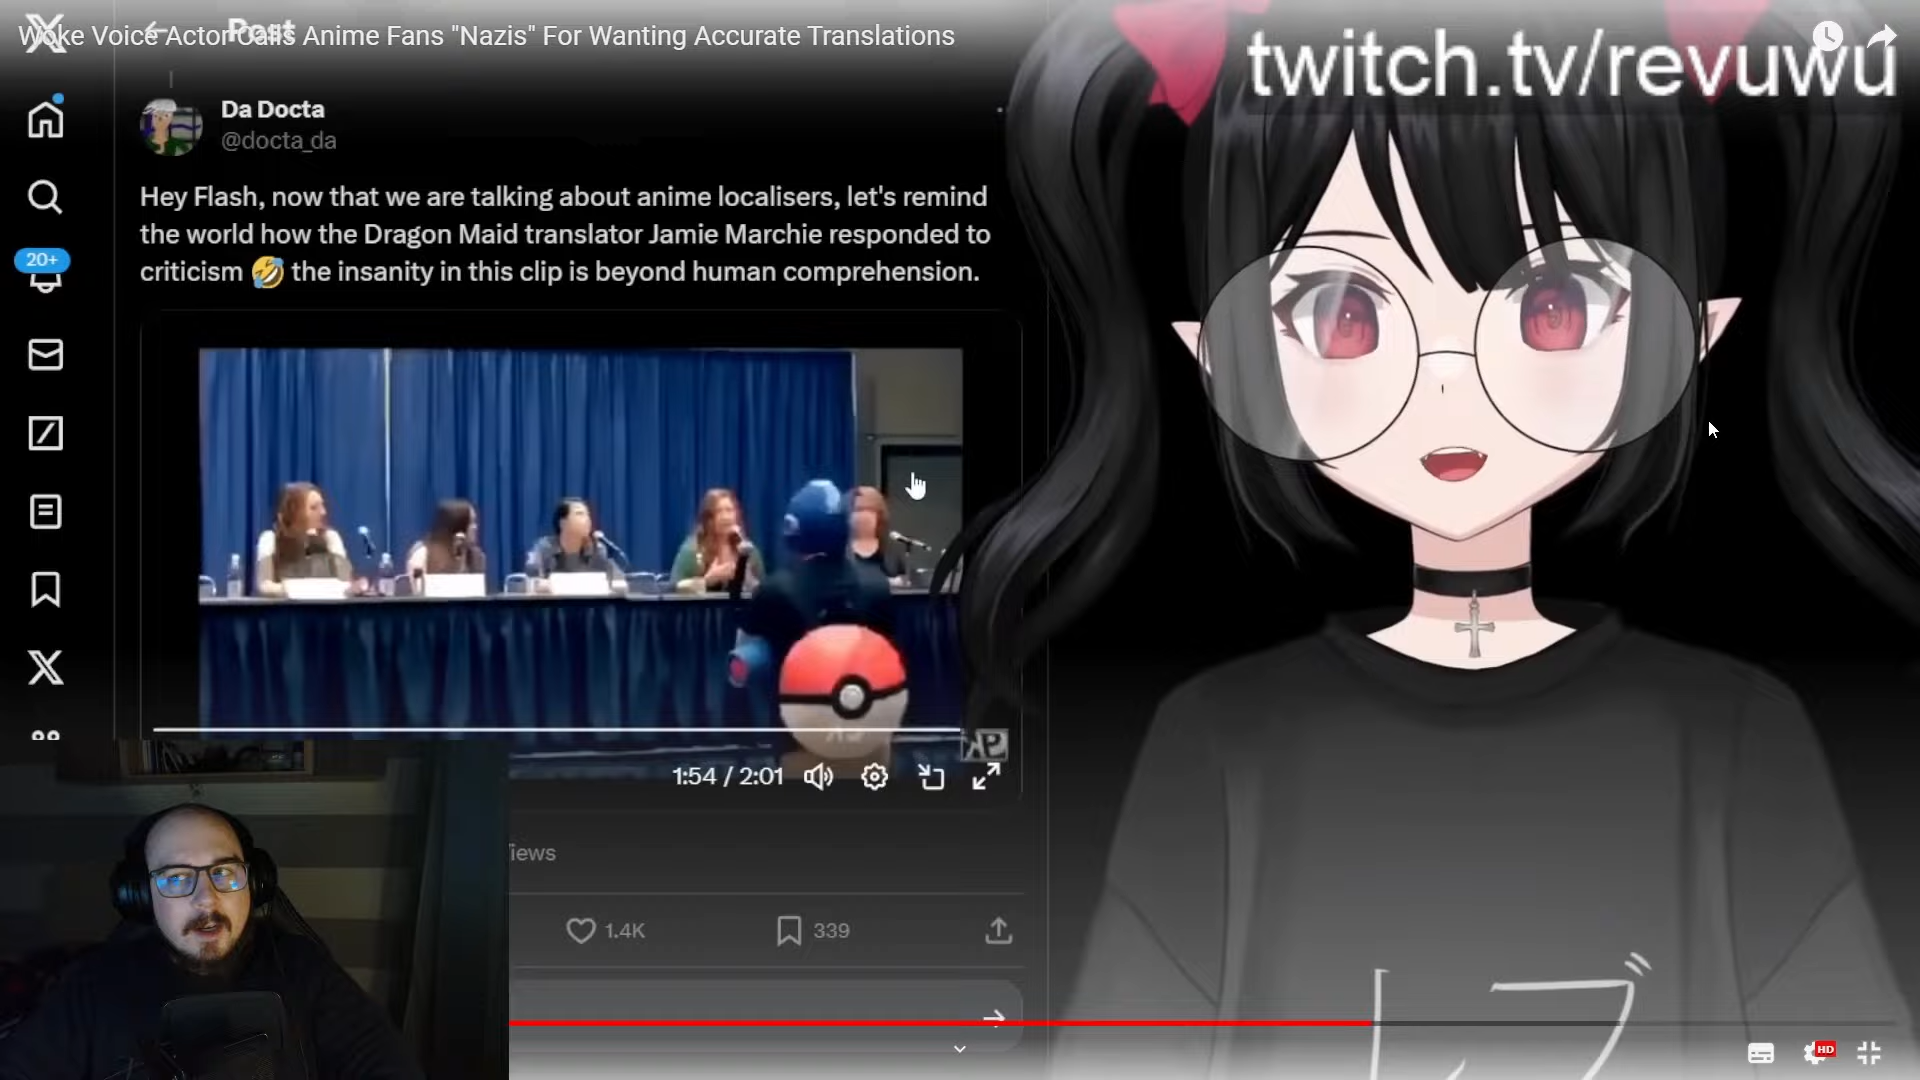 Woke Voice Actor Calls Anime Fans "Nazis" For Wanting Accurate Translations
Post
twitch.tv/revuwu
Da Docta
@docta_da
Hey Flash, now that we are talking about anime localisers, let's remind
the world how the Dragon Maid translator Jamie Marchie responded to
criticism 🤣 the insanity in this clip is beyond human comprehension.
20+
1:54 / 2:01
iews
1.4K
339
レブ
HD